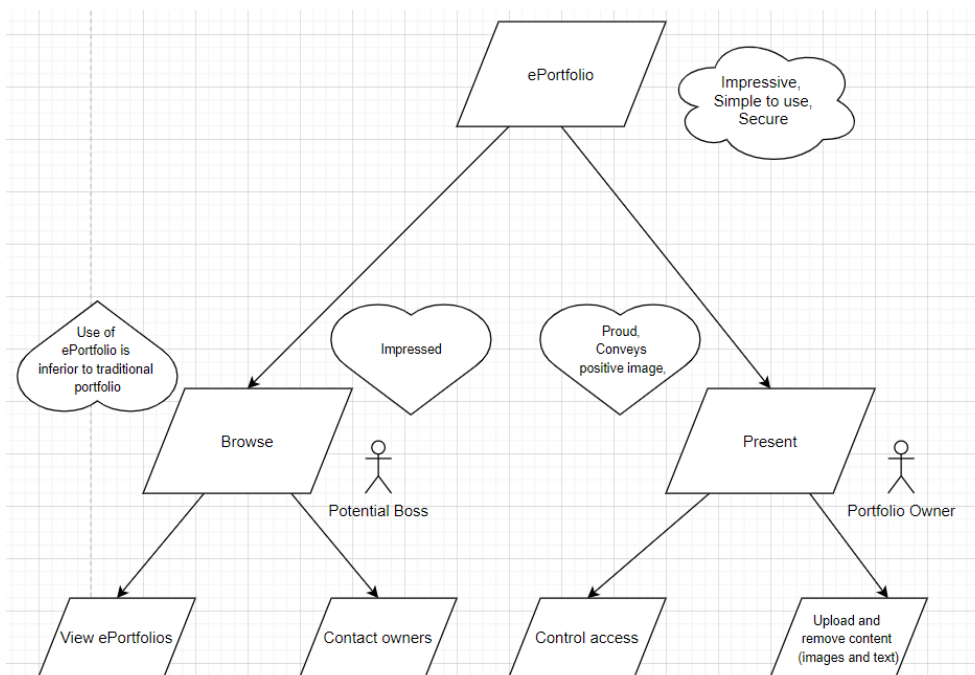 ePortfolio
Impressive,
Simple to use,
Secure
Use of
ePortfolio is
inferior to traditional
portfolio
Impressed
Proud,
Conveys
positive image,
Browse
Potential Boss
Present
Portfolio Owner
View ePortfolios
Contact owners
Control access
Upload and
remove content
(images and text)